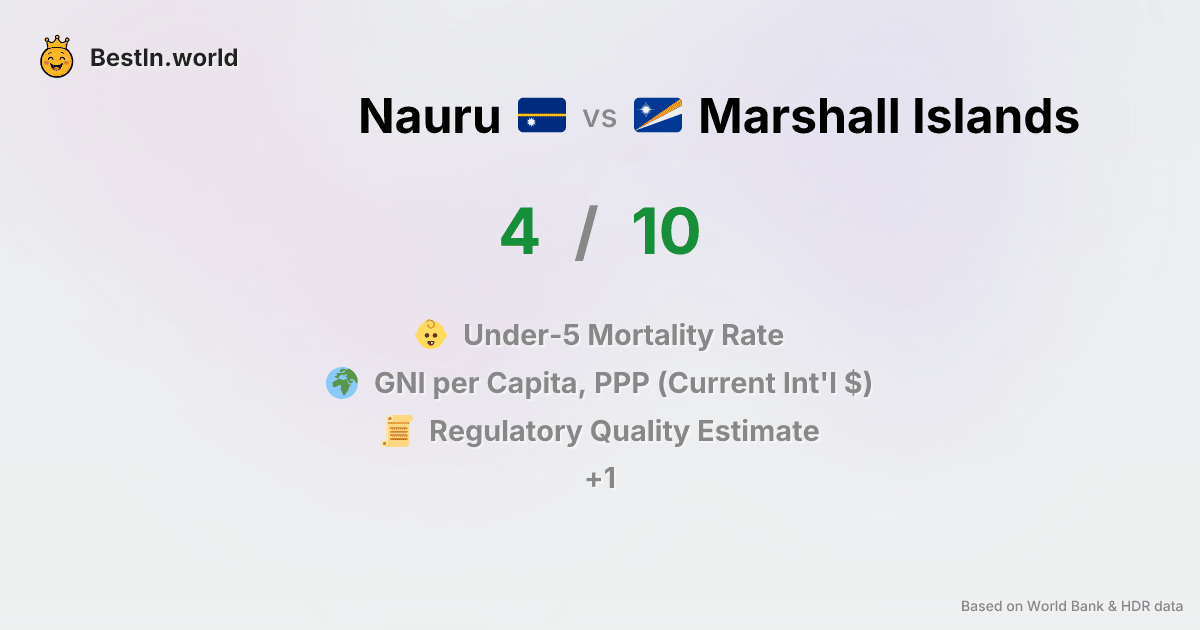 BestIn.world
Nauru vs Marshall Islands
4 / 10
Under-5 Mortality Rate
GNI per Capita, PPP (Current Int'l $)
Regulatory Quality Estimate
+1
Based on World Bank & HDR data